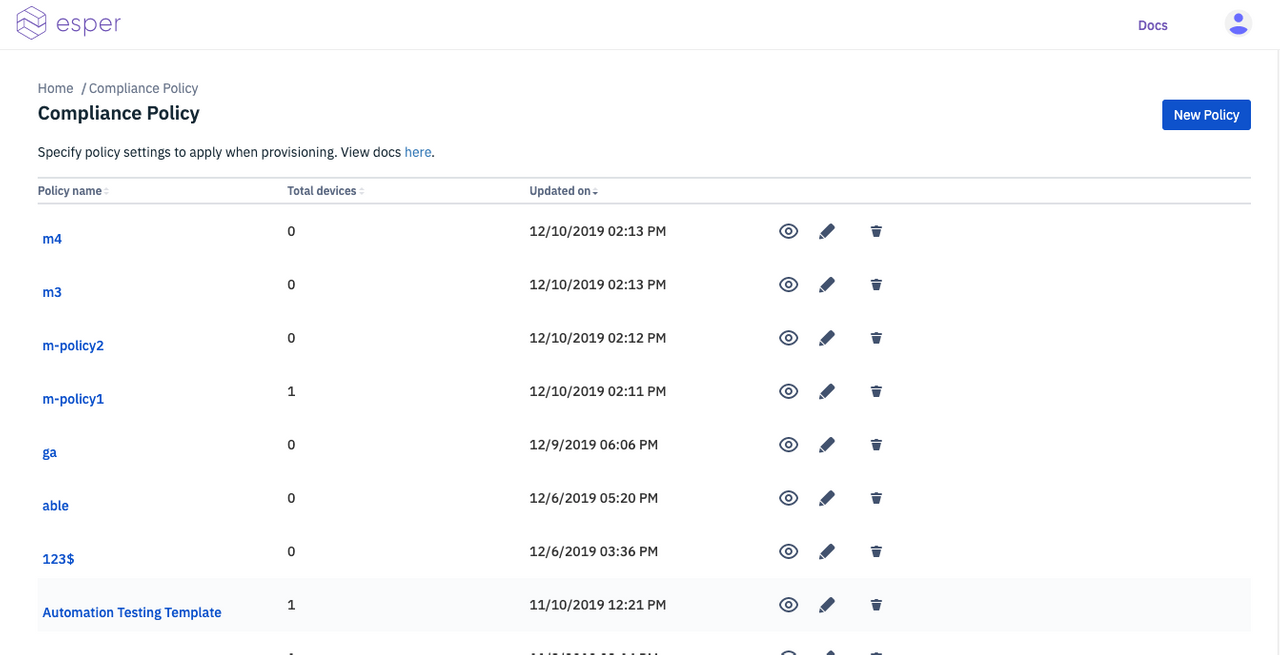 esper
Docs
Home / Compliance Policy
Compliance Policy
New Policy
Specify policy settings to apply when provisioning. View docs here.
Policy name Total devices Updated on
m4 0 12/10/2019 02:13 PM
m3 0 12/10/2019 02:13 PM
m-policy2 0 12/10/2019 02:12 PM
m-policy1 1 12/10/2019 02:11 PM
ga 0 12/9/2019 06:06 PM
able 0 12/6/2019 05:20 PM
123$ 0 12/6/2019 03:36 PM
Automation Testing Template 1 11/10/2019 12:21 PM